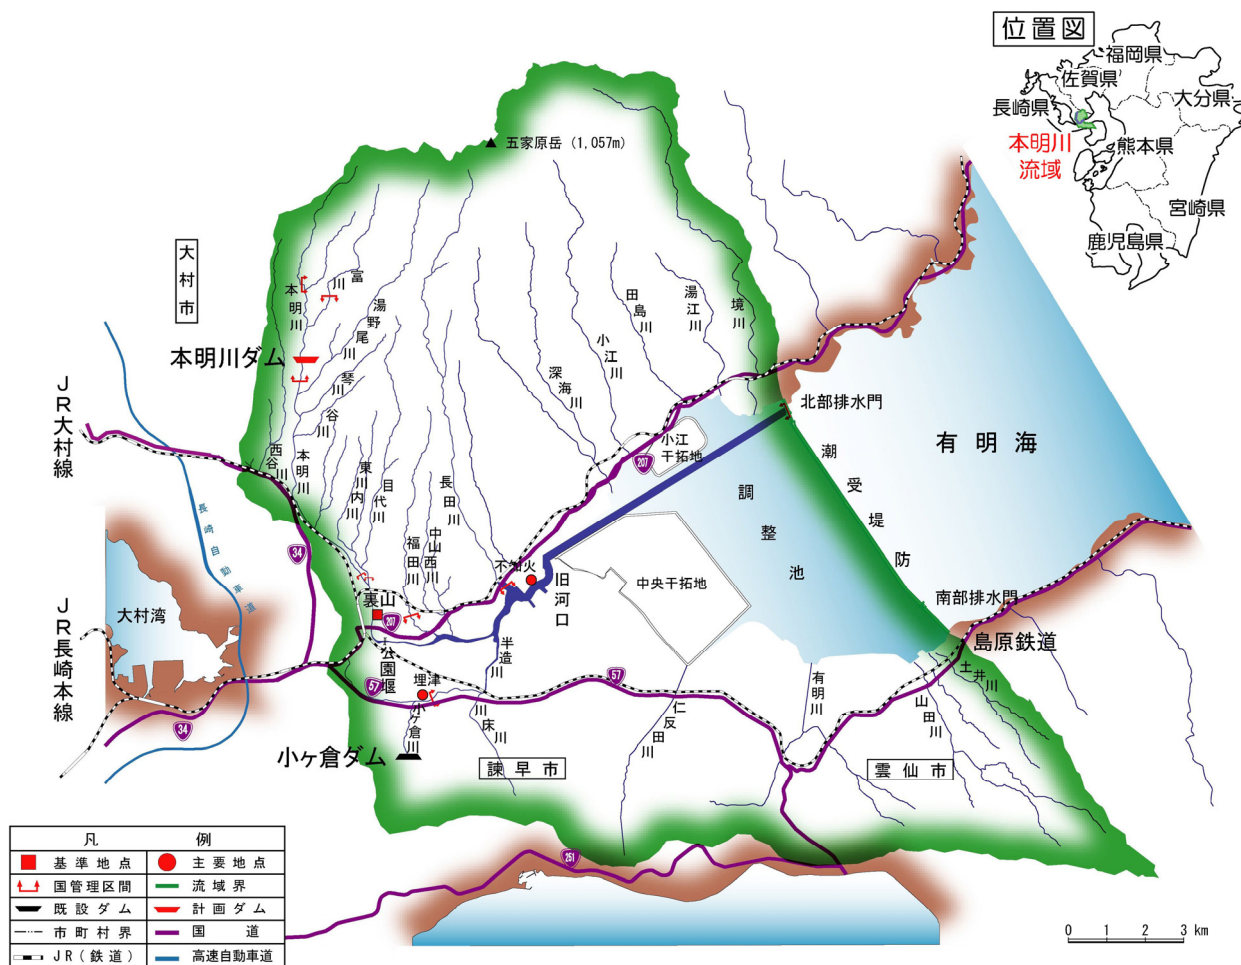 位置図
福岡県
佐賀県
長崎県
大分県
本明川
流域
熊本県
宮崎県
鹿児島県
五家原岳 (1,057m)
大村市
本明川
富川
湯野尾川
琴川
谷川
本明川ダム
西谷川
本明川
東川内川
目代川
福田川
中山西川
長田川
深海川
小江川
田島川
湯江川
境川
北部排水門
有明海
潮受堤防
小江
干拓地
207
調整池
JR大村線
長崎自動車道
34
不知火
旧河口
中央干拓地
裏山
207
南部排水門
島原鉄道
大村湾
JR長崎本線
34
公園堰
57
埋津
小ケ倉川
半造川
川床川
57
仁反田川
有明川
山田川
土井川
小ヶ倉ダム
諫早市
雲仙市
251
凡例
基準地点
主要地点
国管理区間
流域界
既設ダム
計画ダム
市町村界
国道
JR(鉄道)
高速自動車道
0 1 2 3 km